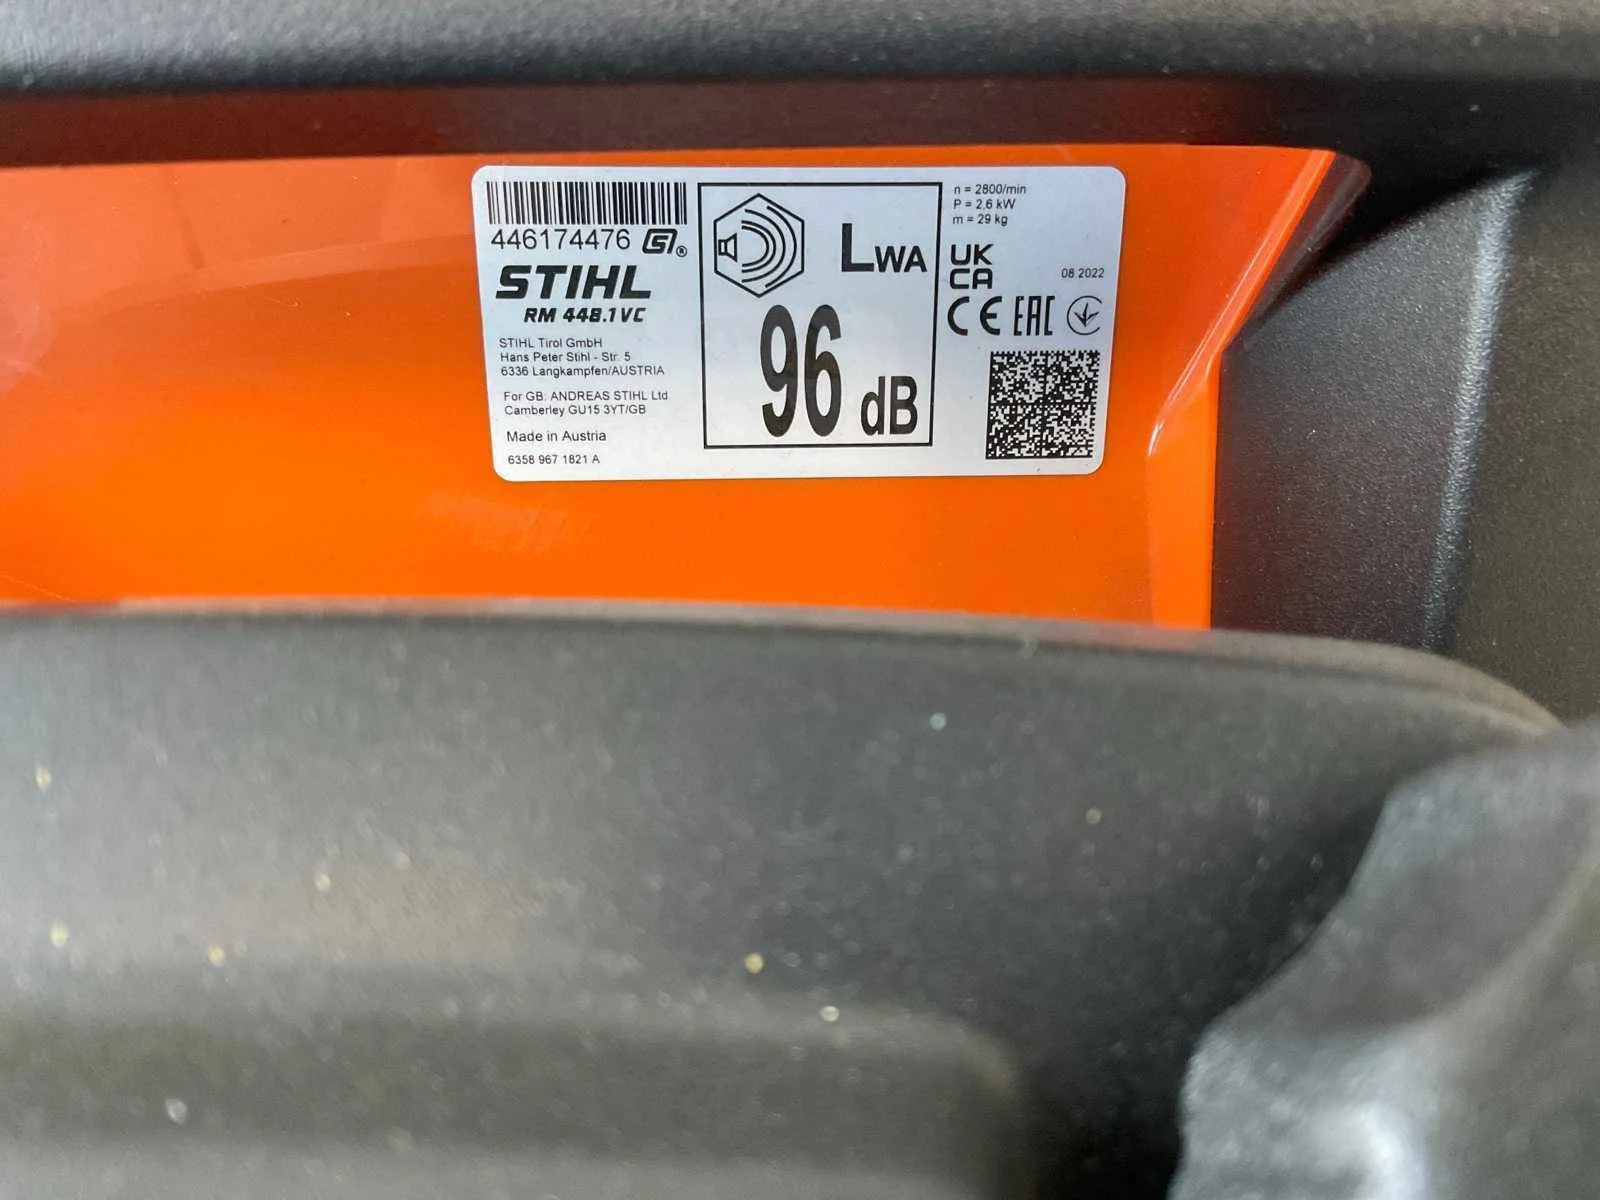 446174476
STIHL
RM 448.1VC
STIHL Tirol GmbH
Hans Peter Stihl - Str. 5
6336 Langkampfen/AUSTRIA
For GB: ANDREAS STIHL Ltd
Camberley GU15 3YT/GB
Made in Austria
6358 967 1821 A
LWA
96 dB
n = 2800/min
P = 2,6 kW
m = 29 kg
UK
CA
08.2022
CE EAC